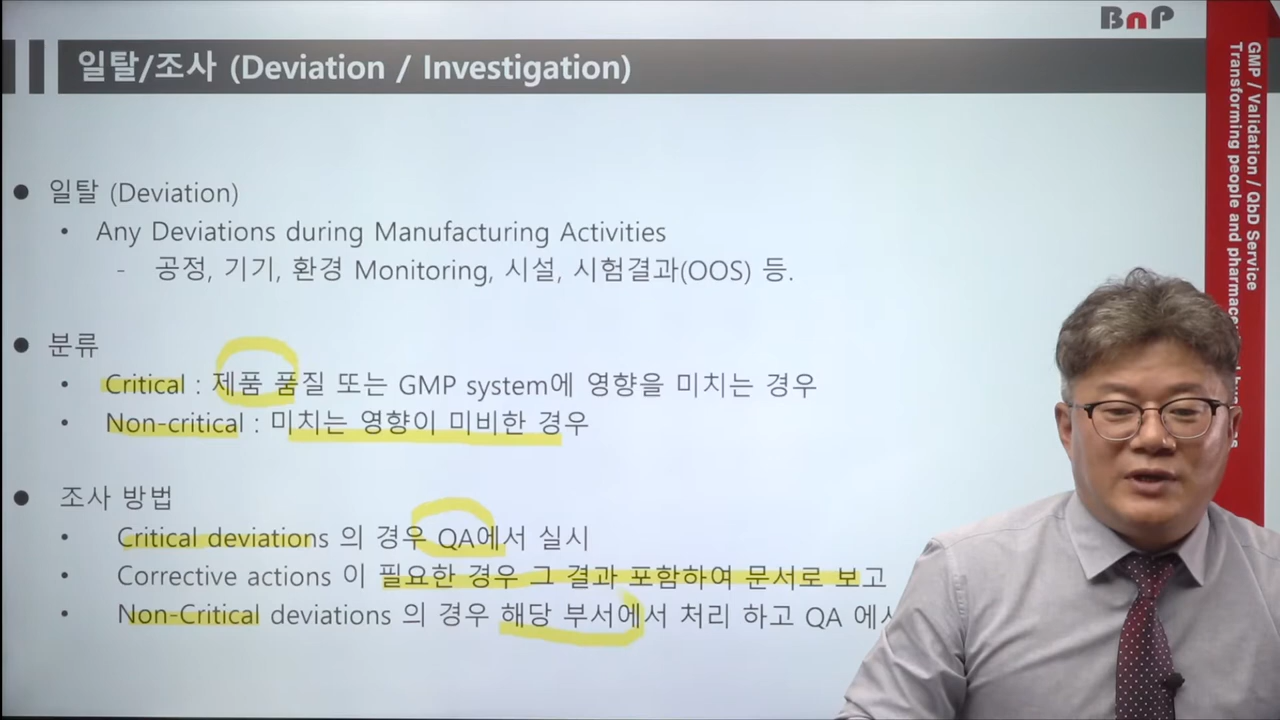 BnP
일탈/조사 (Deviation / Investigation)
● 일탈 (Deviation)
• Any Deviations during Manufacturing Activities
- 공정, 기기, 환경 Monitoring, 시설, 시험결과(OOS) 등.
● 분류
• Critical : 제품 품질 또는 GMP system에 영향을 미치는 경우
• Non-critical : 미치는 영향이 미비한 경우
● 조사 방법
• Critical deviations 의 경우 QA에서 실시
• Corrective actions 이 필요한 경우 그 결과 포함하여 문서로 보고
• Non-Critical deviations 의 경우 해당 부서에서 처리 하고 QA
GMP / Validation / QbD Service
Transforming people and